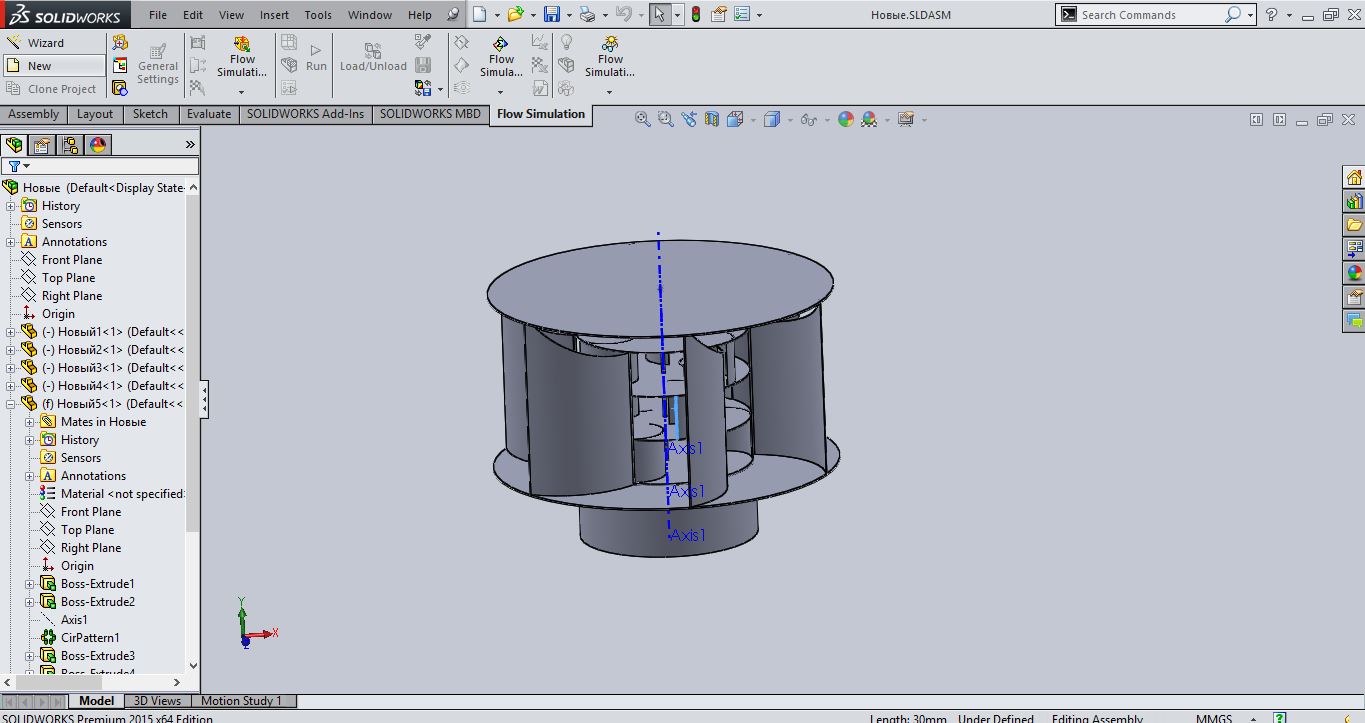 SOLIDWORKS File Edit View Insert Tools Window Help Новые.SLDASM Search Commands
Wizard
New
Clone Project
General Settings
Flow Simulati...
Run
Load/Unload
Flow Simula...
Flow Simulati...
Assembly Layout Sketch Evaluate SOLIDWORKS Add-Ins SOLIDWORKS MBD Flow Simulation
Новые (Default<Display State-
History
Sensors
Annotations
Front Plane
Top Plane
Right Plane
Origin
(-) Новый1<1> (Default<<
(-) Новый2<1> (Default<<
(-) Новый3<1> (Default<<
(-) Новый4<1> (Default<<
(f) Новый5<1> (Default<<
Mates in Новые
History
Sensors
Annotations
Material <not specified>
Front Plane
Top Plane
Right Plane
Origin
Boss-Extrude1
Boss-Extrude2
Axis1
CirPattern1
Boss-Extrude3
Boss-Extrude4
Axis1
Axis1
Axis1
Y
X
Z
Model 3D Views Motion Study 1
SOLIDWORKS Premium 2015 x64 Edition Length: 30mm Under Defined Editing Assembly MMGS